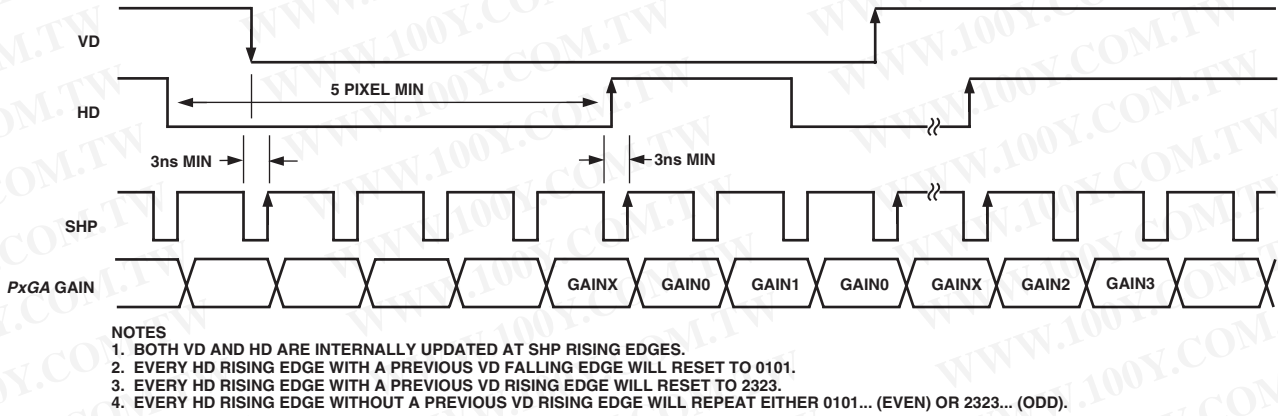 VD
5 PIXEL MIN
HD
3ns MIN
3ns MIN
SHP
PxGA GAIN
GAINX
GAIN0
GAIN1
GAIN0
GAINX
GAIN2
GAIN3
NOTES
1. BOTH VD AND HD ARE INTERNALLY UPDATED AT SHP RISING EDGES.
2. EVERY HD RISING EDGE WITH A PREVIOUS VD FALLING EDGE WILL RESET TO 0101.
3. EVERY HD RISING EDGE WITH A PREVIOUS VD RISING EDGE WILL RESET TO 2323.
4. EVERY HD RISING EDGE WITHOUT A PREVIOUS VD RISING EDGE WILL REPEAT EITHER 0101... (EVEN) OR 2323... (ODD).
WWW.100Y.COM.TW